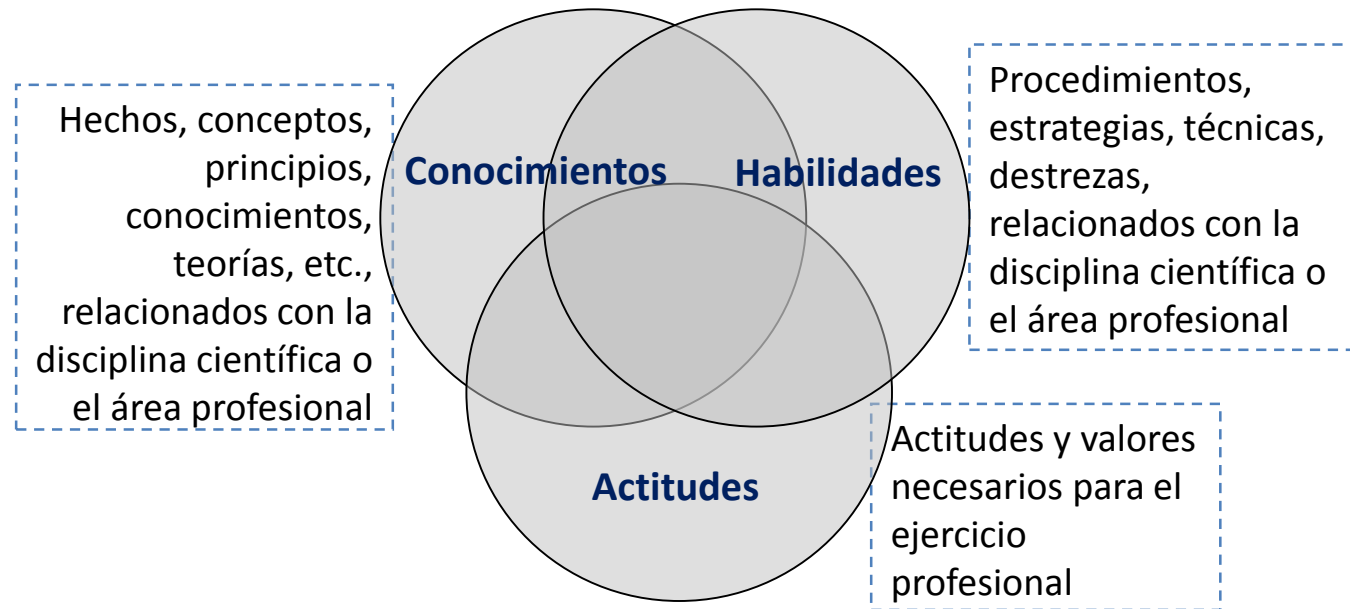 Hechos, conceptos,
principios,
conocimientos,
teorías, etc.,
relacionados con la
disciplina científica o
el área profesional
Conocimientos
Habilidades
Procedimientos,
estrategias, técnicas,
destrezas,
relacionados con la
disciplina científica o
el área profesional
Actitudes
Actitudes y valores
necesarios para el
ejercicio
profesional